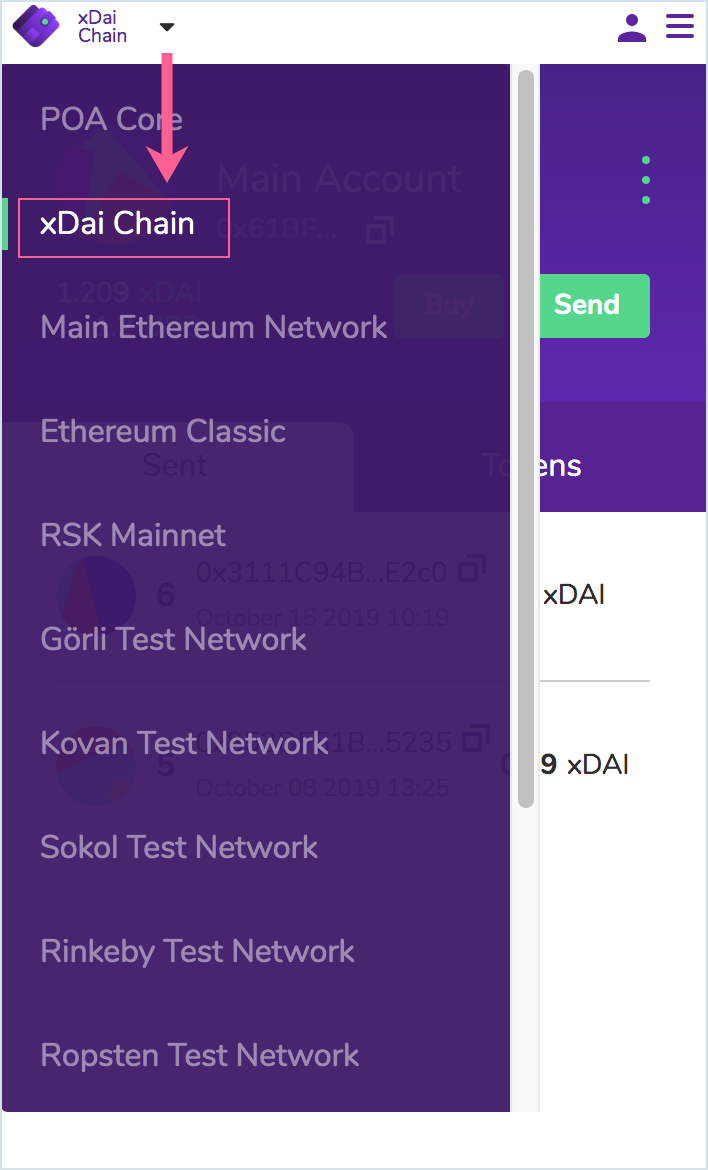 xDai
Chain
POA Core
Main Account
xDai Chain
0x61BF...
1.209 xDAI
Buy
Send
Main Ethereum Network
Ethereum Classic
Sent
Tokens
RSK Mainnet
0x3111C94B...E2c0
6
xDAI
October 15 2019 10:19
Görli Test Network
Kovan Test Network
1B...5235
5
9 xDAI
October 08 2019 13:25
Sokol Test Network
Rinkeby Test Network
Ropsten Test Network